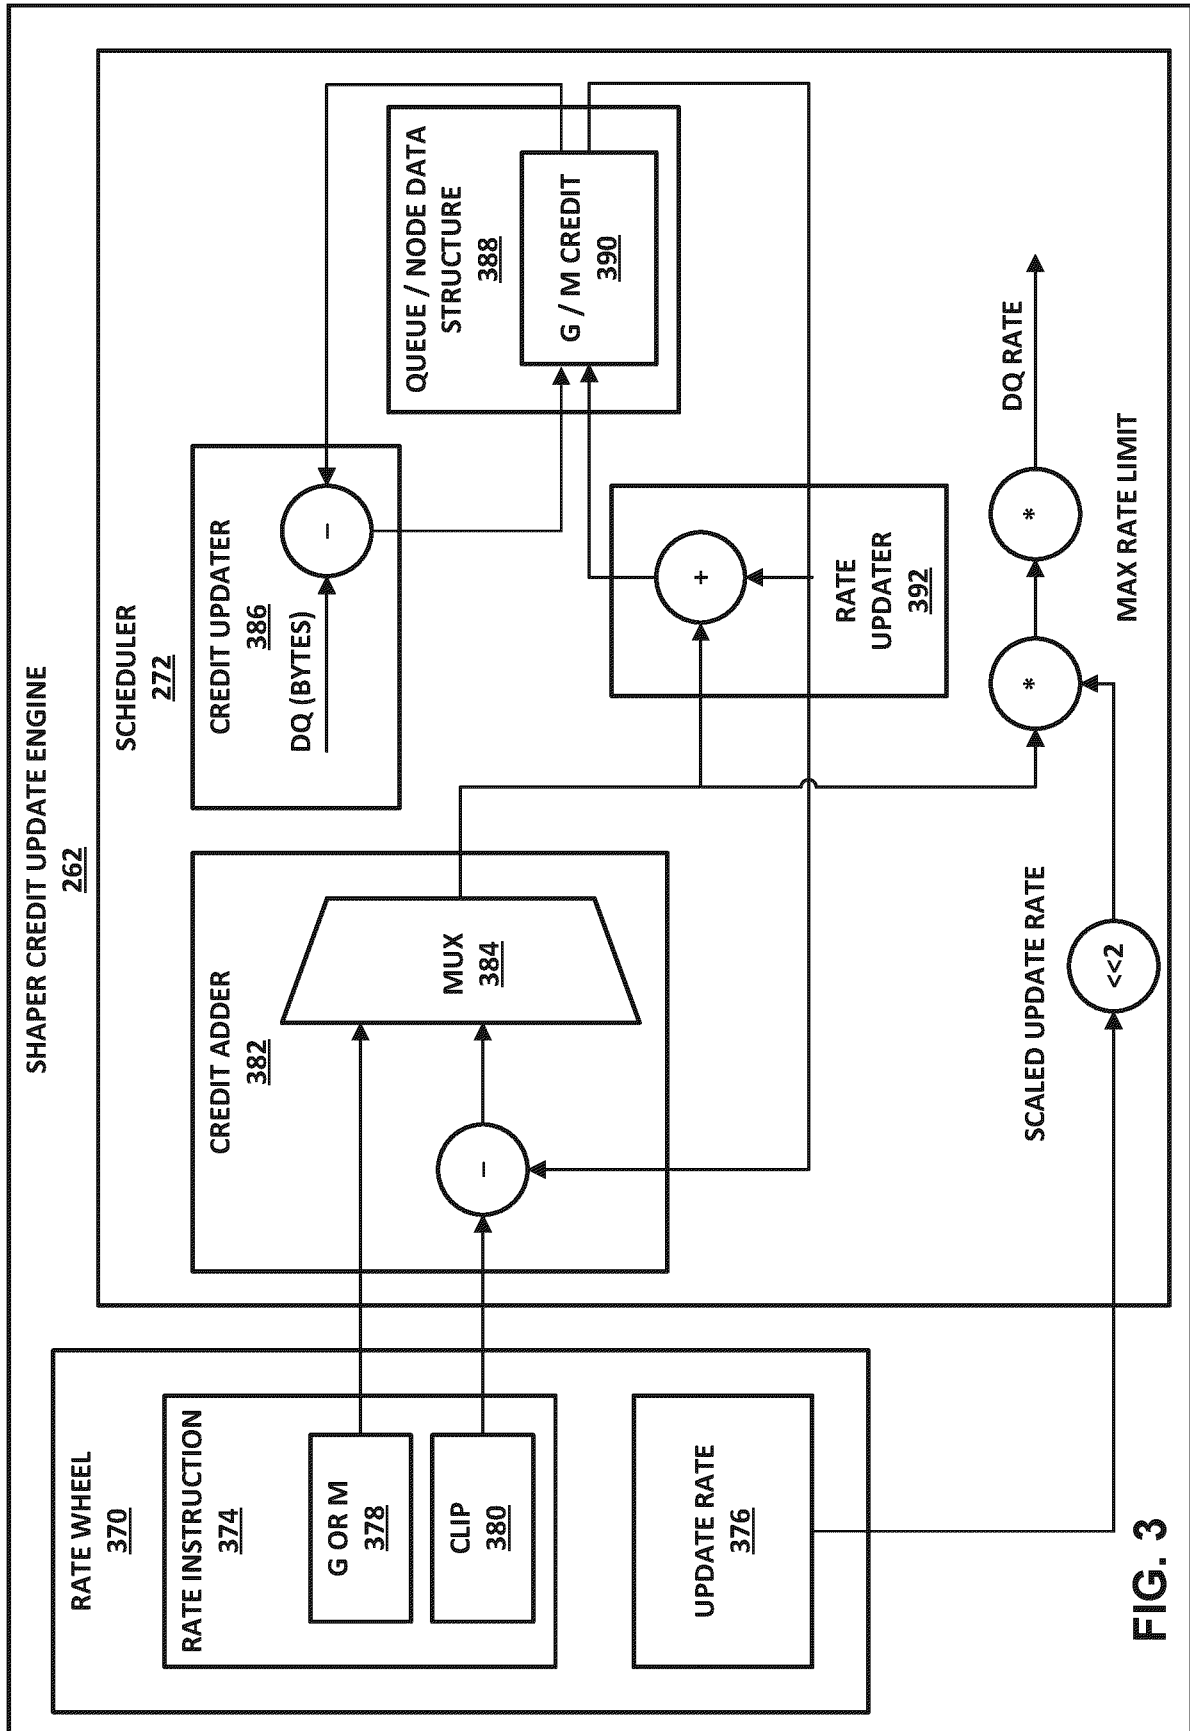 SHAPER CREDIT UPDATE ENGINE
262
RATE WHEEL
370
RATE INSTRUCTION
374
G OR M
378
CLIP
380
UPDATE RATE
376
SCHEDULER
272
CREDIT ADDER
382
MUX
384
-
CREDIT UPDATER
386
DQ (BYTES)
-
QUEUE / NODE DATA
STRUCTURE
388
G / M CREDIT
390
+
RATE
UPDATER
392
SCALED UPDATE RATE
<<2
*
*
MAX RATE LIMIT
DQ RATE
FIG. 3